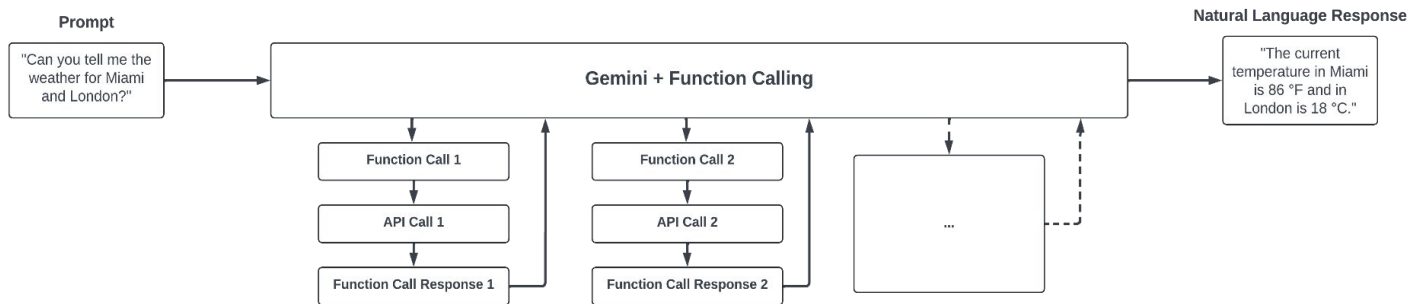 Prompt
"Can you tell me the
weather for Miami
and London?"
Gemini + Function Calling
Natural Language Response
"The current
temperature in Miami
is 86 °F and in
London is 18 °C."
Function Call 1
API Call 1
Function Call Response 1
Function Call 2
API Call 2
Function Call Response 2
...